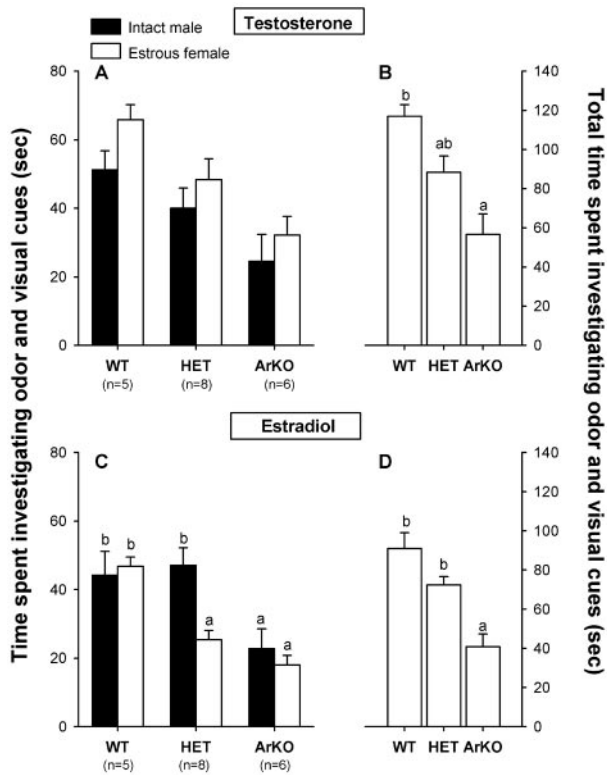 Testosterone
Intact male
Estrous female
A
B
Time spent investigating odor and visual cues (sec)
80
60
40
20
0
WT
HET
ArKO
(n=5)
(n=8)
(n=6)
b
ab
a
140
120
100
80
60
40
20
0
WT HET ArKO
Total time spent investigating odor and visual cues (sec)
Estradiol
C
D
80
60
40
20
0
b
b
b
a
a
a
WT
HET
ArKO
(n=5)
(n=8)
(n=6)
b
b
a
140
120
100
80
60
40
20
0
WT HET ArKO